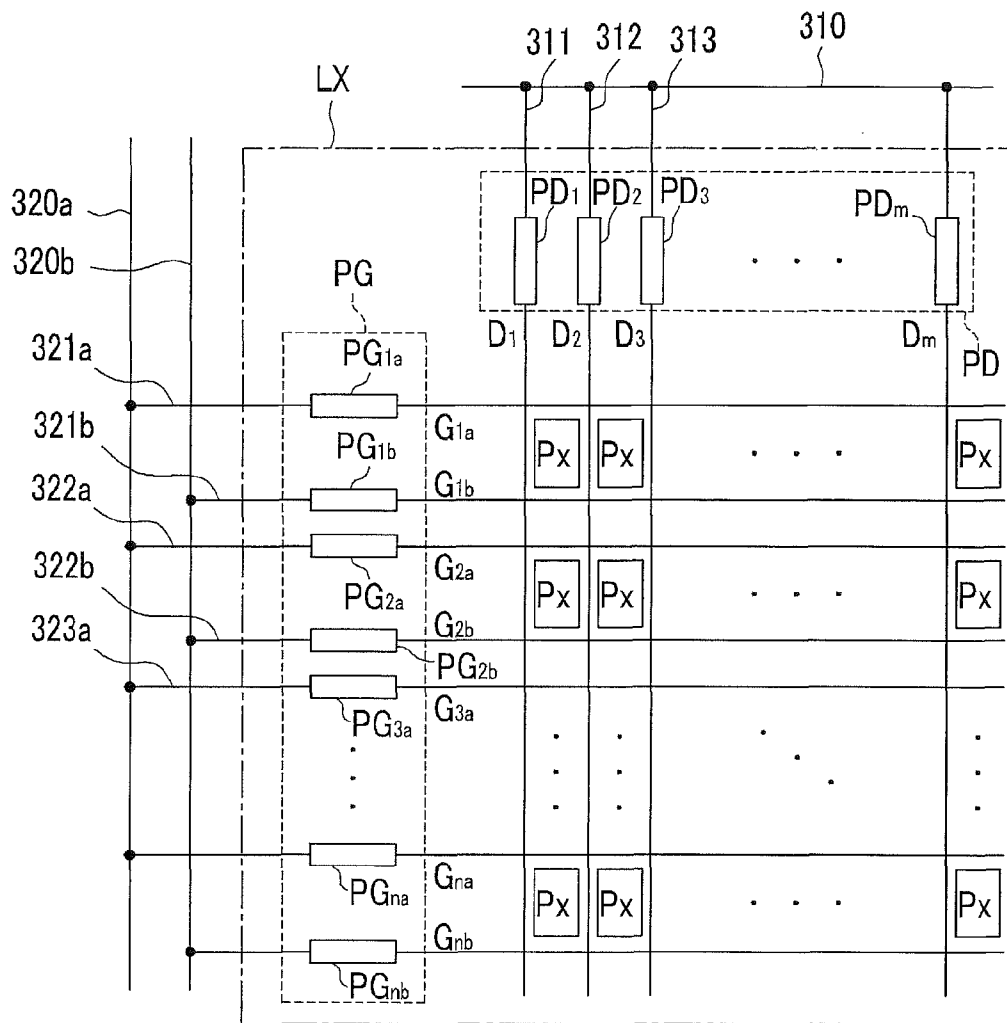 311
312
313
310
LX
320a
320b
PD1
PD2
PD3
PDm
PG
D1
D2
D3
Dm
PD
321a
PG1a
G1a
321b
PG1b
Px Px Px
322a
G1b
322b
PG2a
G2a
Px Px Px
323a
G2b
PG2b
PG3a
G3a
PGna
Gna
Px Px Px
Gnb
PGnb